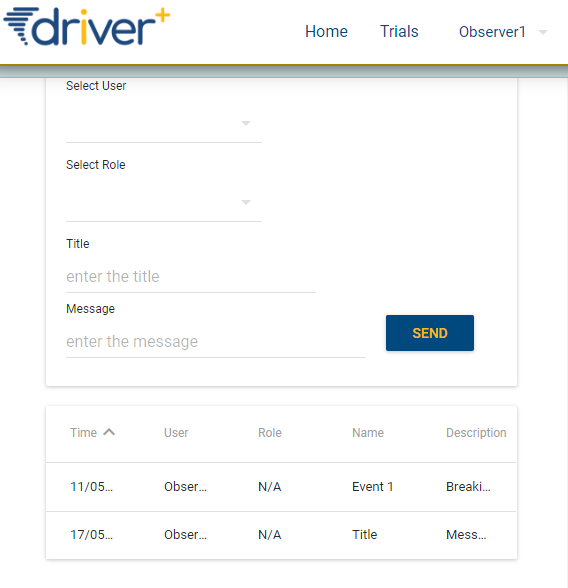 driver+
Home Trials Observer1
Select User
Select Role
Title
enter the title
Message
enter the message
SEND
Time User Role Name Description
11/05... Obser... N/A Event 1 Breaki...
17/05... Obser... N/A Title Mess...